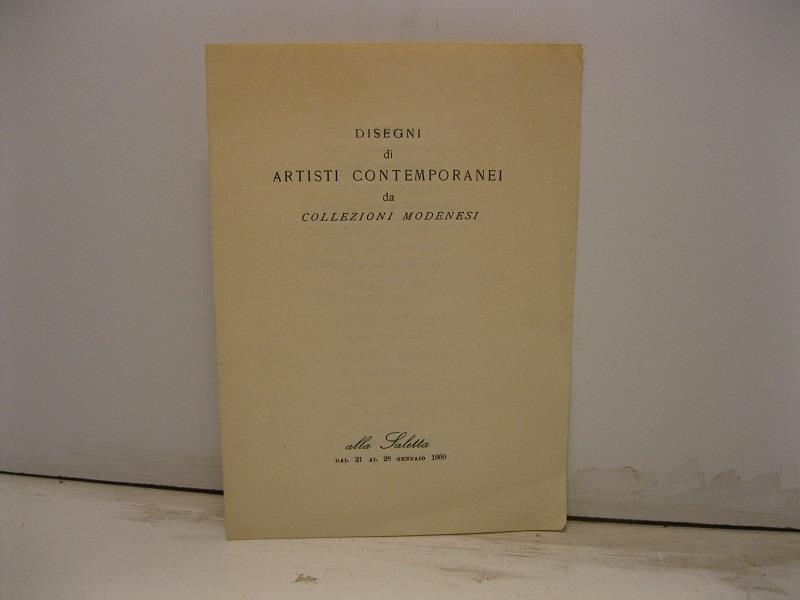 DISEGNI
di
ARTISTI CONTEMPORANEI
da
COLLEZIONI MODENESI
alla Saletta
DAL 21 AL 28 GENNAIO 1960